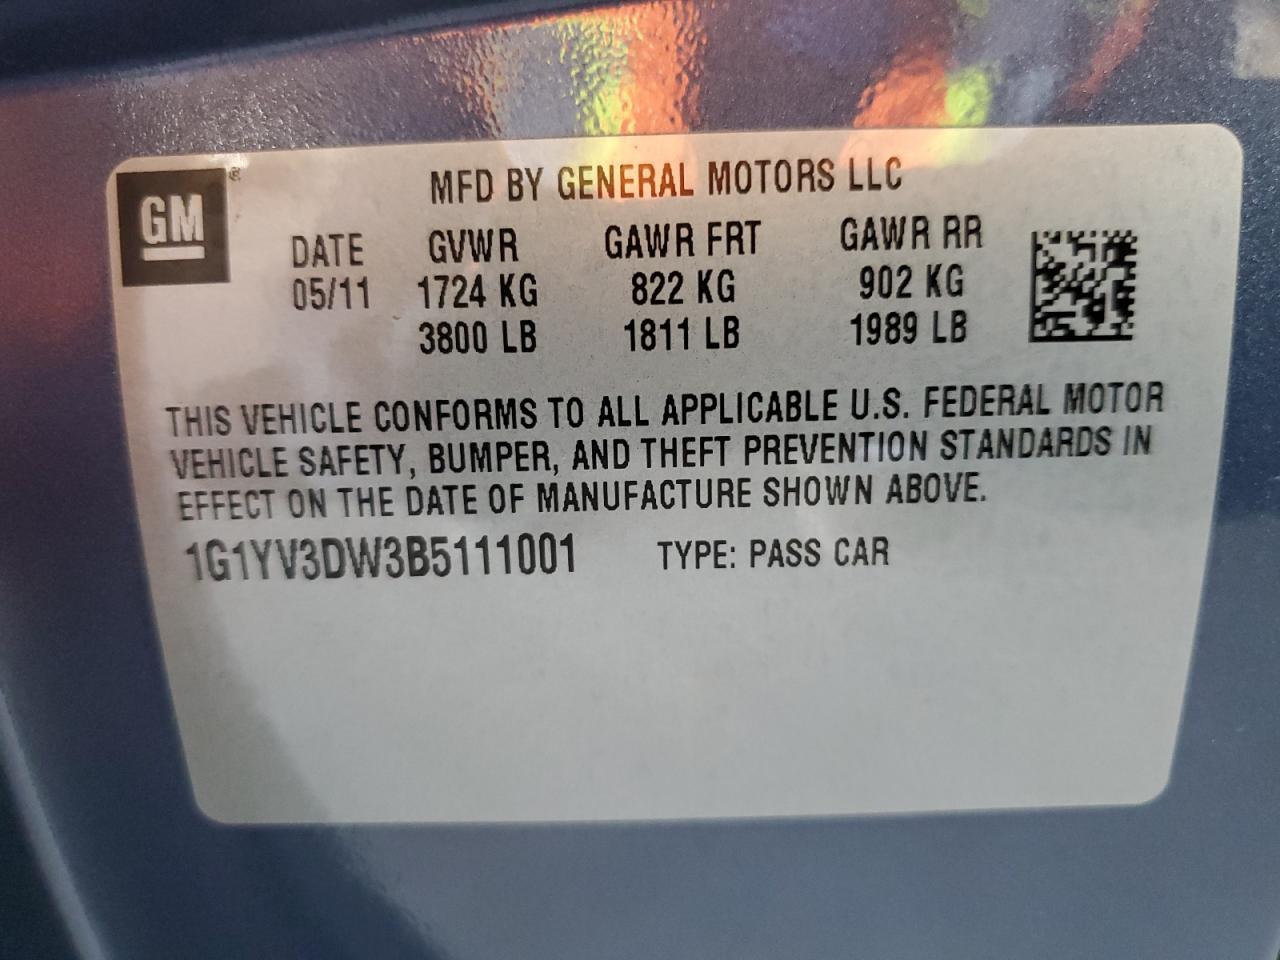 GM®
MFD BY GENERAL MOTORS LLC
DATE GVWR GAWR FRT GAWR RR
05/11 1724 KG 822 KG 902 KG
3800 LB 1811 LB 1989 LB
THIS VEHICLE CONFORMS TO ALL APPLICABLE U.S. FEDERAL MOTOR
VEHICLE SAFETY, BUMPER, AND THEFT PREVENTION STANDARDS IN
EFFECT ON THE DATE OF MANUFACTURE SHOWN ABOVE.
1G1YV3DW3B5111001 TYPE: PASS CAR